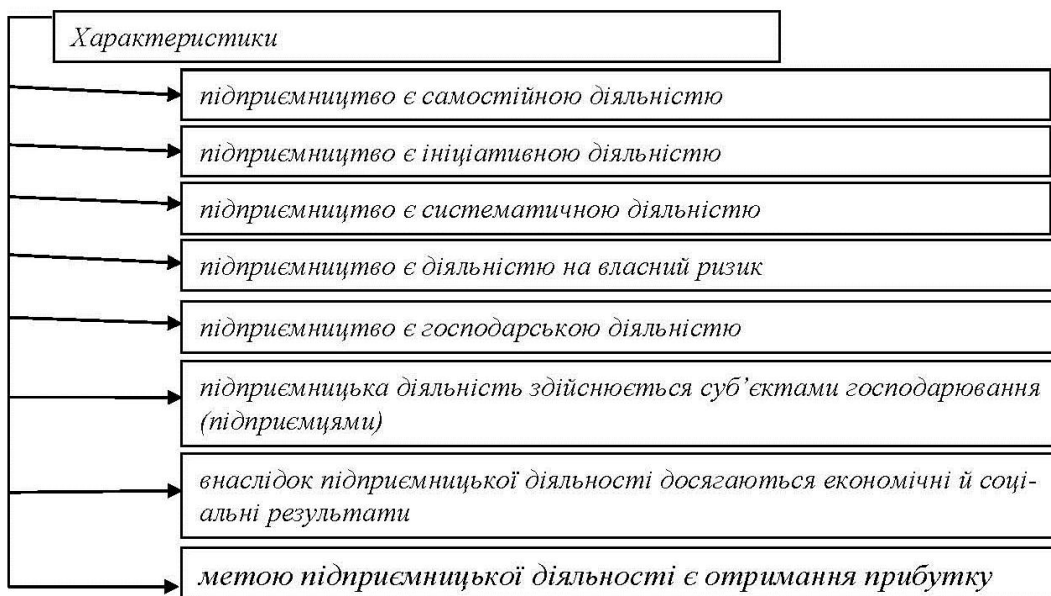 Характеристики
підприємництво є самостійною діяльністю
підприємництво є ініціативною діяльністю
підприємництво є систематичною діяльністю
підприємництво є діяльністю на власний ризик
підприємництво є господарською діяльністю
підприємницька діяльність здійснюється суб’єктами господарювання
(підприємцями)
внаслідок підприємницької діяльності досягаються економічні й соці-
альні результати
метою підприємницької діяльності є отримання прибутку